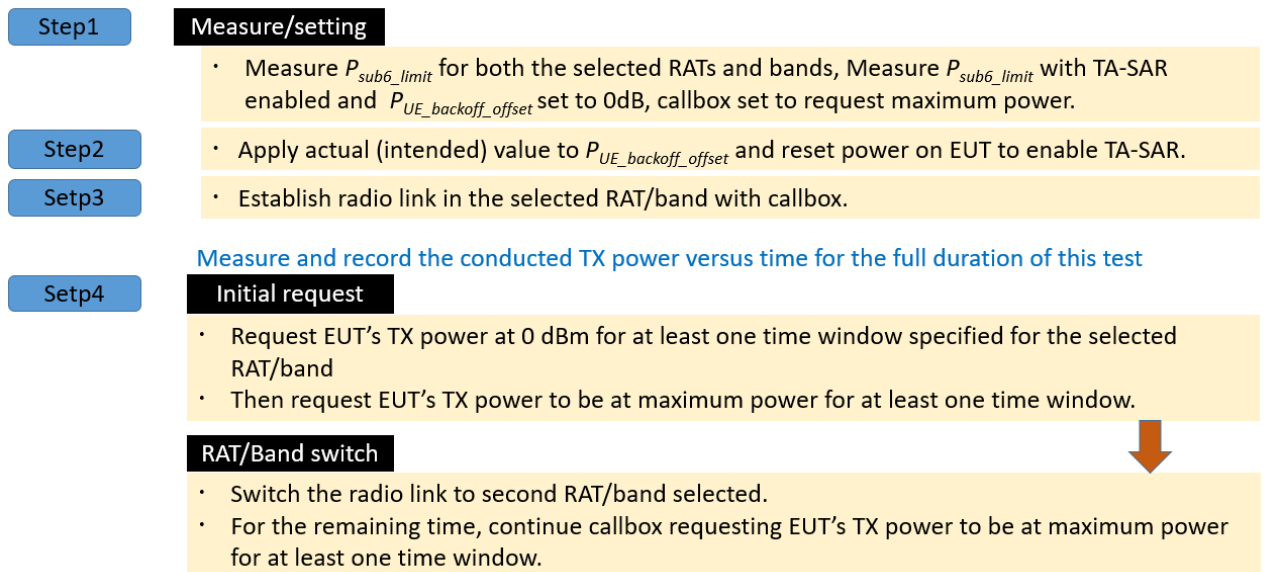 Step1
Measure/setting
· Measure Psub6_limit for both the selected RATs and bands, Measure Psub6_limit with TA-SAR
enabled and PUE_backoff_offset set to 0dB, callbox set to request maximum power.
Step2
· Apply actual (intended) value to PUE_backoff_offset and reset power on EUT to enable TA-SAR.
Setp3
· Establish radio link in the selected RAT/band with callbox.
Measure and record the conducted TX power versus time for the full duration of this test
Setp4
Initial request
· Request EUT’s TX power at 0 dBm for at least one time window specified for the selected
RAT/band
· Then request EUT’s TX power to be at maximum power for at least one time window.
RAT/Band switch
· Switch the radio link to second RAT/band selected.
· For the remaining time, continue callbox requesting EUT’s TX power to be at maximum power
for at least one time window.